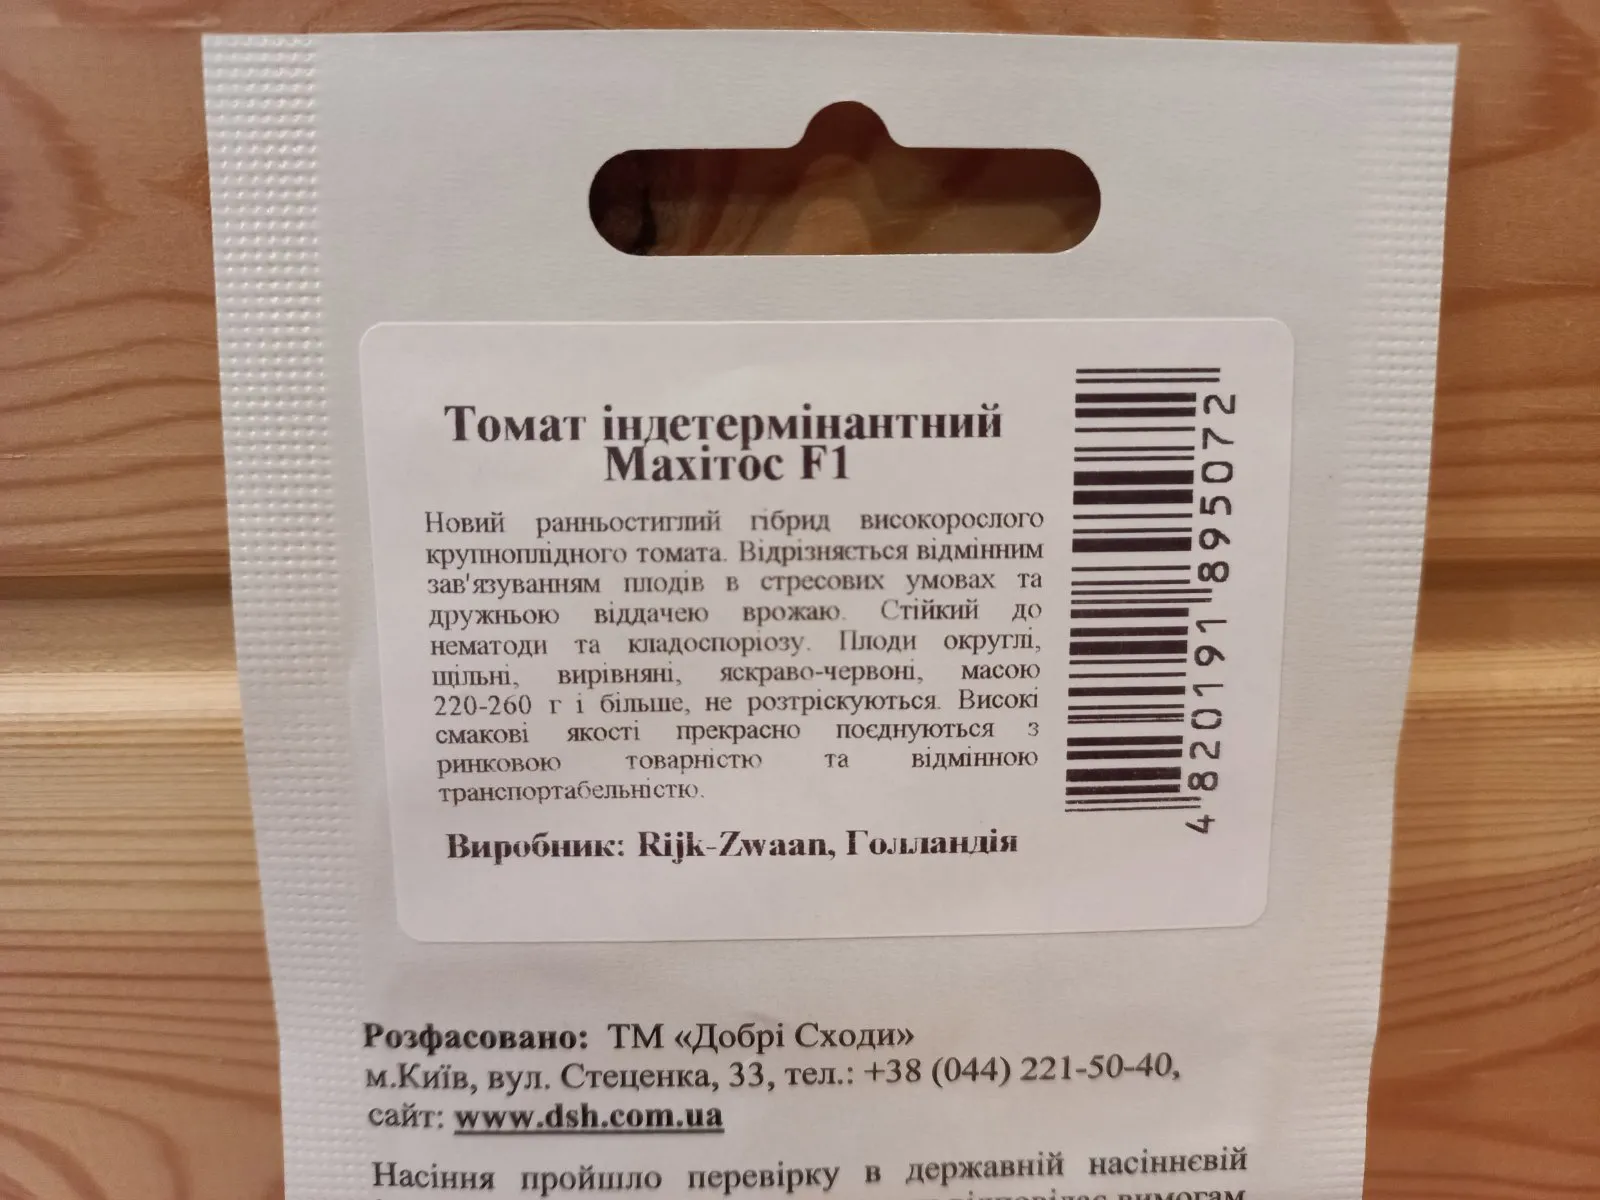 Томат індетермінантний
Махітос F1
Новий ранньостиглий гібрид високорослого
крупноплідного томата. Відрізняється відмінним
зав'язуванням плодів в стресових умовах та
дружньою віддачею врожаю. Стійкий до
нематоди та кладоспоріозу. Плоди округлі,
щільні, вирівняні, яскраво-червоні, масою
220-260 г і більше, не розтріскуються. Високі
смакові якості прекрасно поєднуються з
ринковою товарністю та відмінною
транспортабельністю.
Виробник: Rijk-Zwaan, Голландія
4820191895072
Розфасовано: ТМ «Добрі Сходи»
м.Київ, вул. Стеценка, 33, тел.: +38 (044) 221-50-40,
сайт: www.dsh.com.ua
Насіння пройшло перевірку в державній насіннєвій
відповідає вимогам